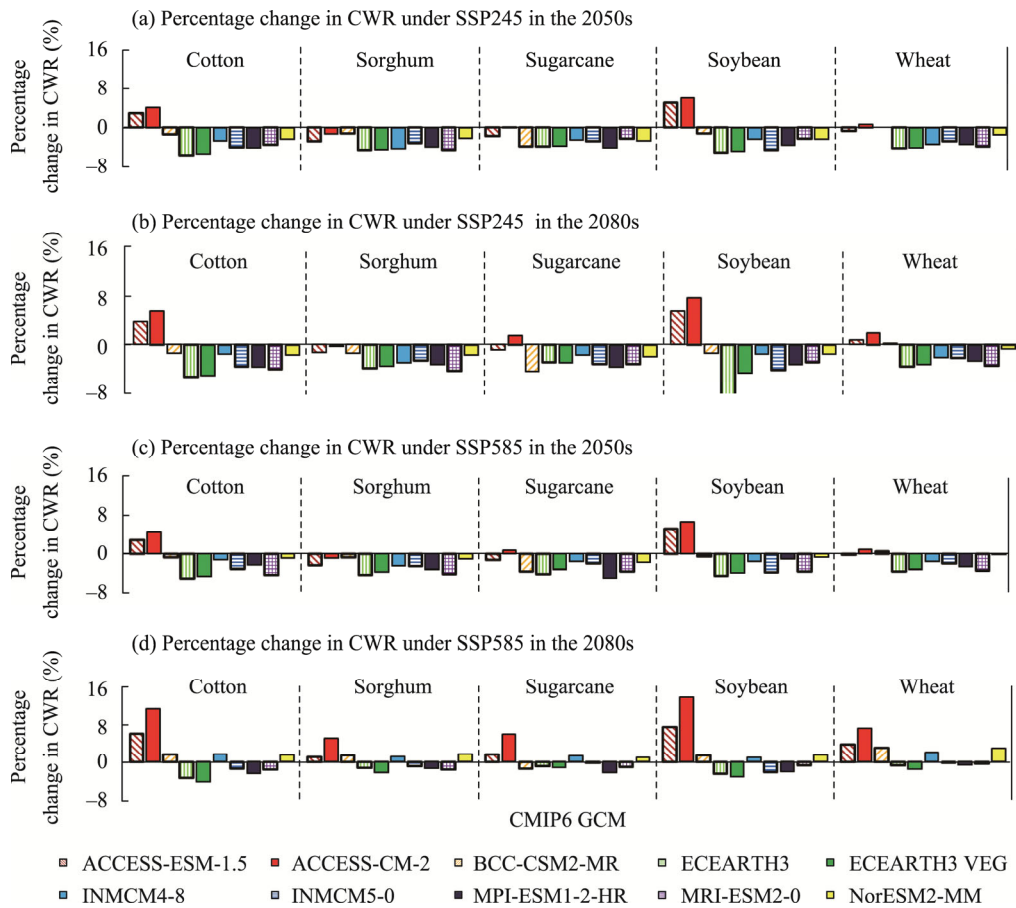 (a) Percentage change in CWR under SSP245 in the 2050s
Percentage
change in CWR (%)
16
8
0
−8
Cotton
Sorghum
Sugarcane
Soybean
Wheat
(b) Percentage change in CWR under SSP245 in the 2080s
Percentage
change in CWR (%)
16
8
0
−8
Cotton
Sorghum
Sugarcane
Soybean
Wheat
(c) Percentage change in CWR under SSP585 in the 2050s
Percentage
change in CWR (%)
16
8
0
−8
Cotton
Sorghum
Sugarcane
Soybean
Wheat
(d) Percentage change in CWR under SSP585 in the 2080s
Percentage
change in CWR (%)
16
8
0
−8
Cotton
Sorghum
Sugarcane
Soybean
Wheat
CMIP6 GCM
ACCESS-ESM-1.5 ACCESS-CM-2 BCC-CSM2-MR ECEARTH3 ECEARTH3 VEG
INMCM4-8 INMCM5-0 MPI-ESM1-2-HR MRI-ESM2-0 NorESM2-MM